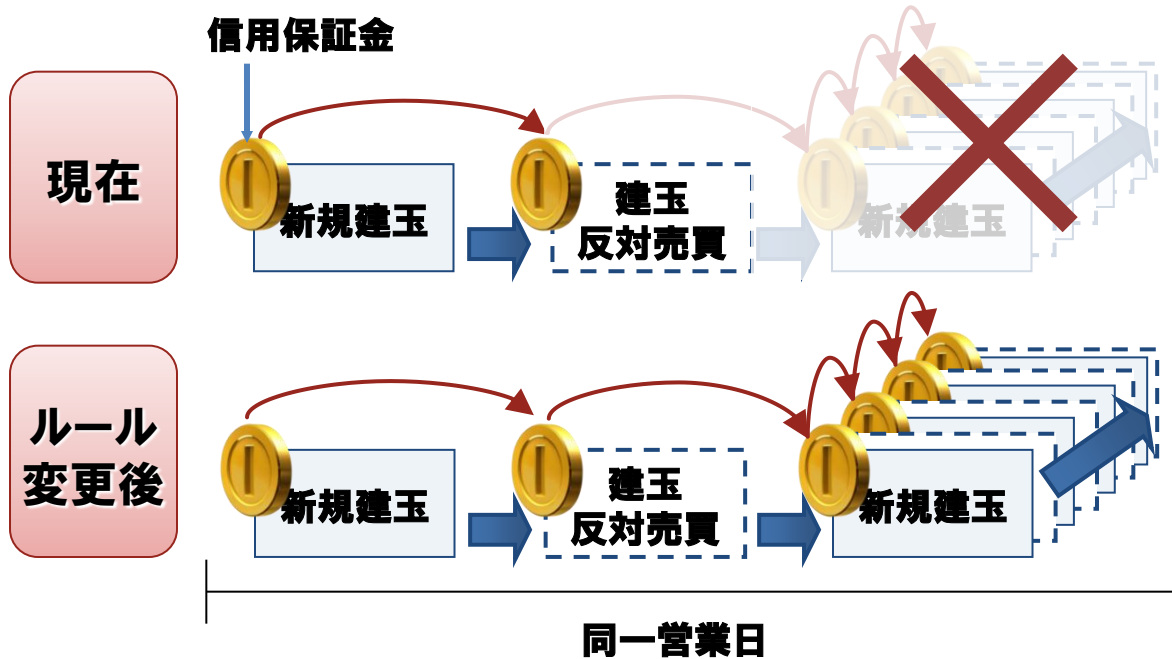 信用保証金
現在
新規建玉
建玉
反対売買
新規建玉
ルール
変更後
新規建玉
建玉
反対売買
新規建玉
同一営業日